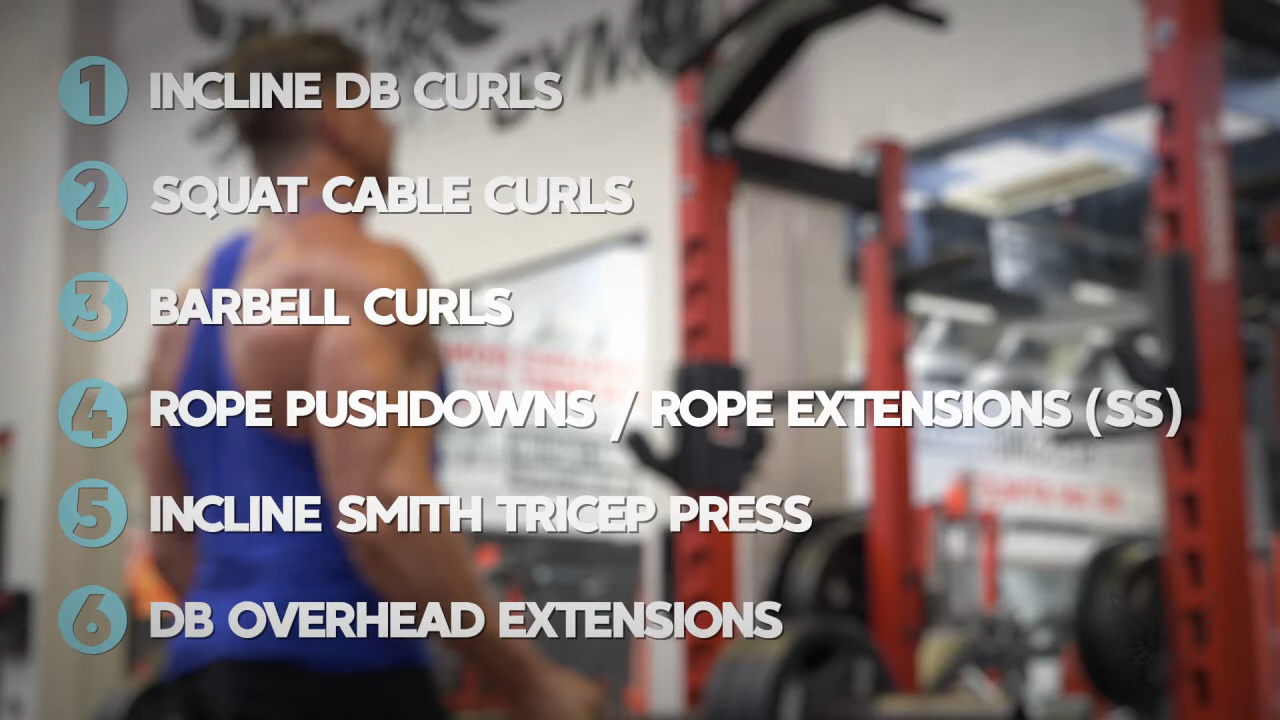 GYM
1 INCLINE DB CURLS
2 SQUAT CABLE CURLS
3 BARBELL CURLS
4 ROPE PUSHDOWNS / ROPE EXTENSIONS (SS)
5 INCLINE SMITH TRICEP PRESS
6 DB OVERHEAD EXTENSIONS